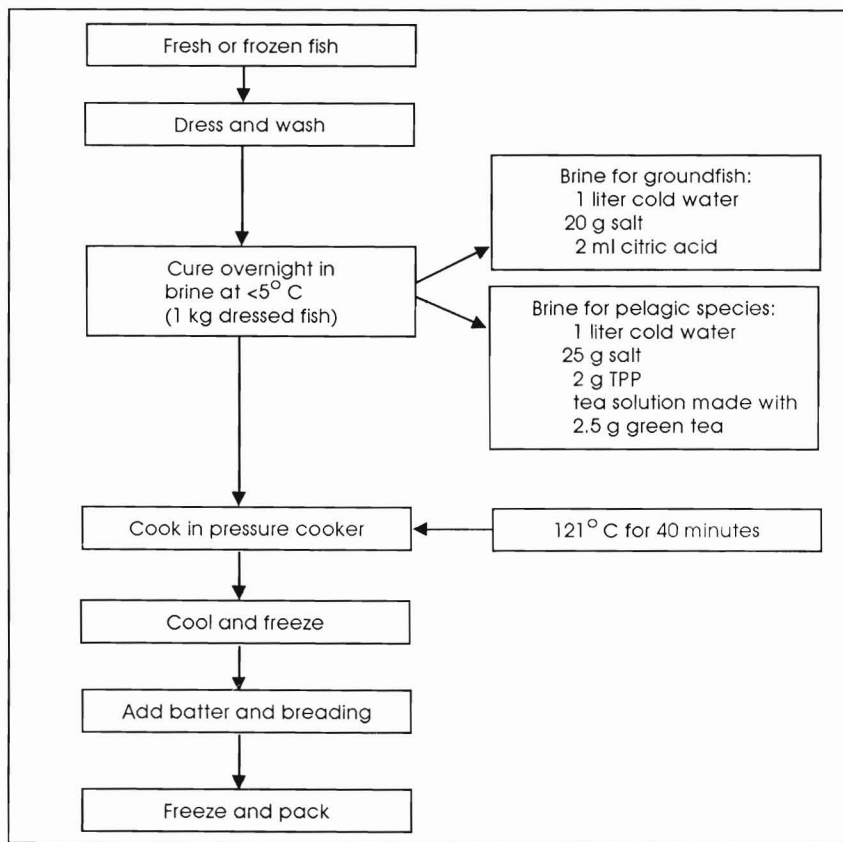 Fresh or frozen fish
Dress and wash
Brine for groundfish:
1 liter cold water
20 g salt
2 ml citric acid
Cure overnight in
brine at <5° C
(1 kg dressed fish)
Brine for pelagic species:
1 liter cold water
25 g salt
2 g TPP
tea solution made with
2.5 g green tea
Cook in pressure cooker
121° C for 40 minutes
Cool and freeze
Add batter and breading
Freeze and pack